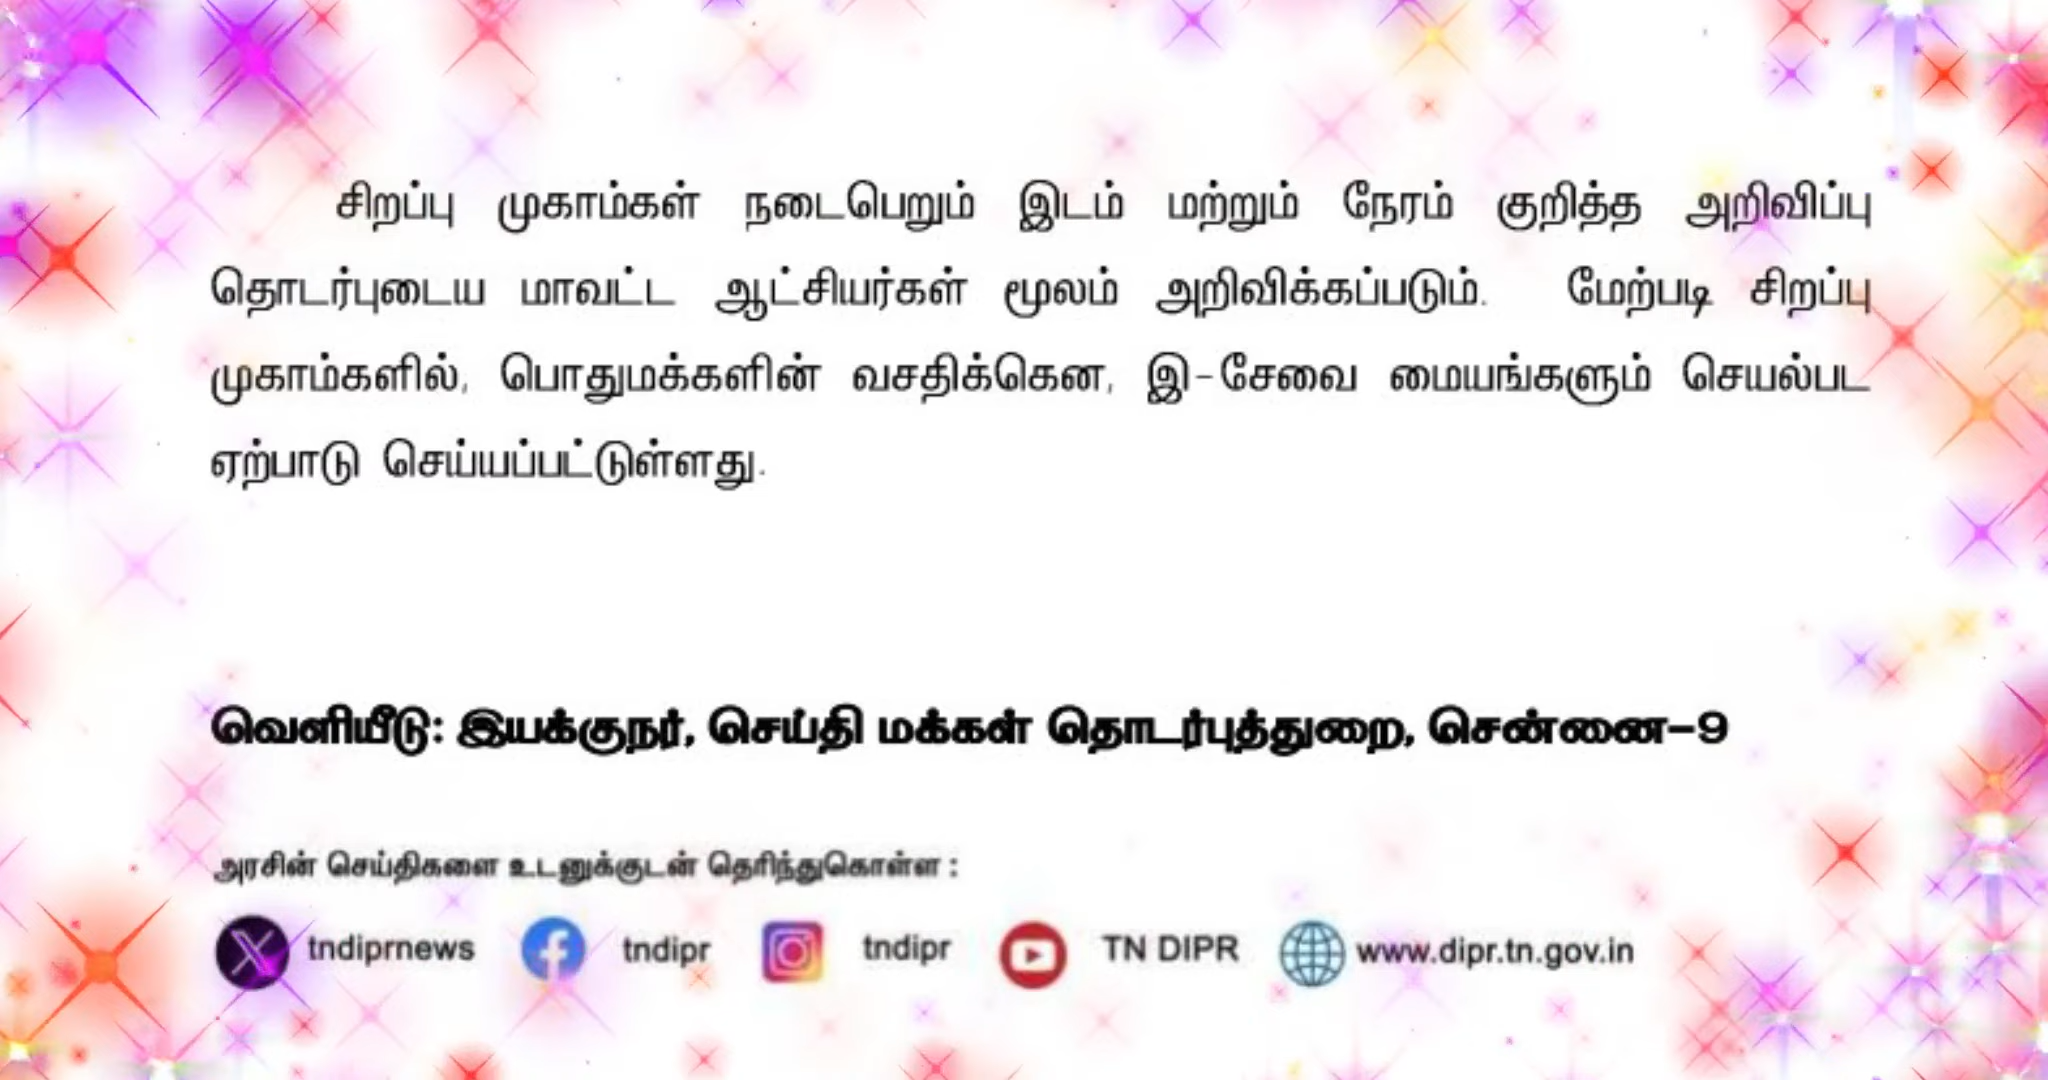 சிறப்பு முகாம்கள் நடைபெறும் இடம் மற்றும் நேரம் குறித்த அறிவிப்பு
தொடர்புடைய மாவட்ட ஆட்சியர்கள் மூலம் அறிவிக்கப்படும். மேற்படி சிறப்பு
முகாம்களில், பொதுமக்களின் வசதிக்கென, இ-சேவை மையங்களும் செயல்பட
ஏற்பாடு செய்யப்பட்டுள்ளது.
வெளியீடு: இயக்குநர், செய்தி மக்கள் தொடர்புத்துறை, சென்னை-9
அரசின் செய்திகளை உடனுக்குடன் தெரிந்துகொள்ள :
tndiprnews tndipr tndipr TN DIPR www.dipr.tn.gov.in